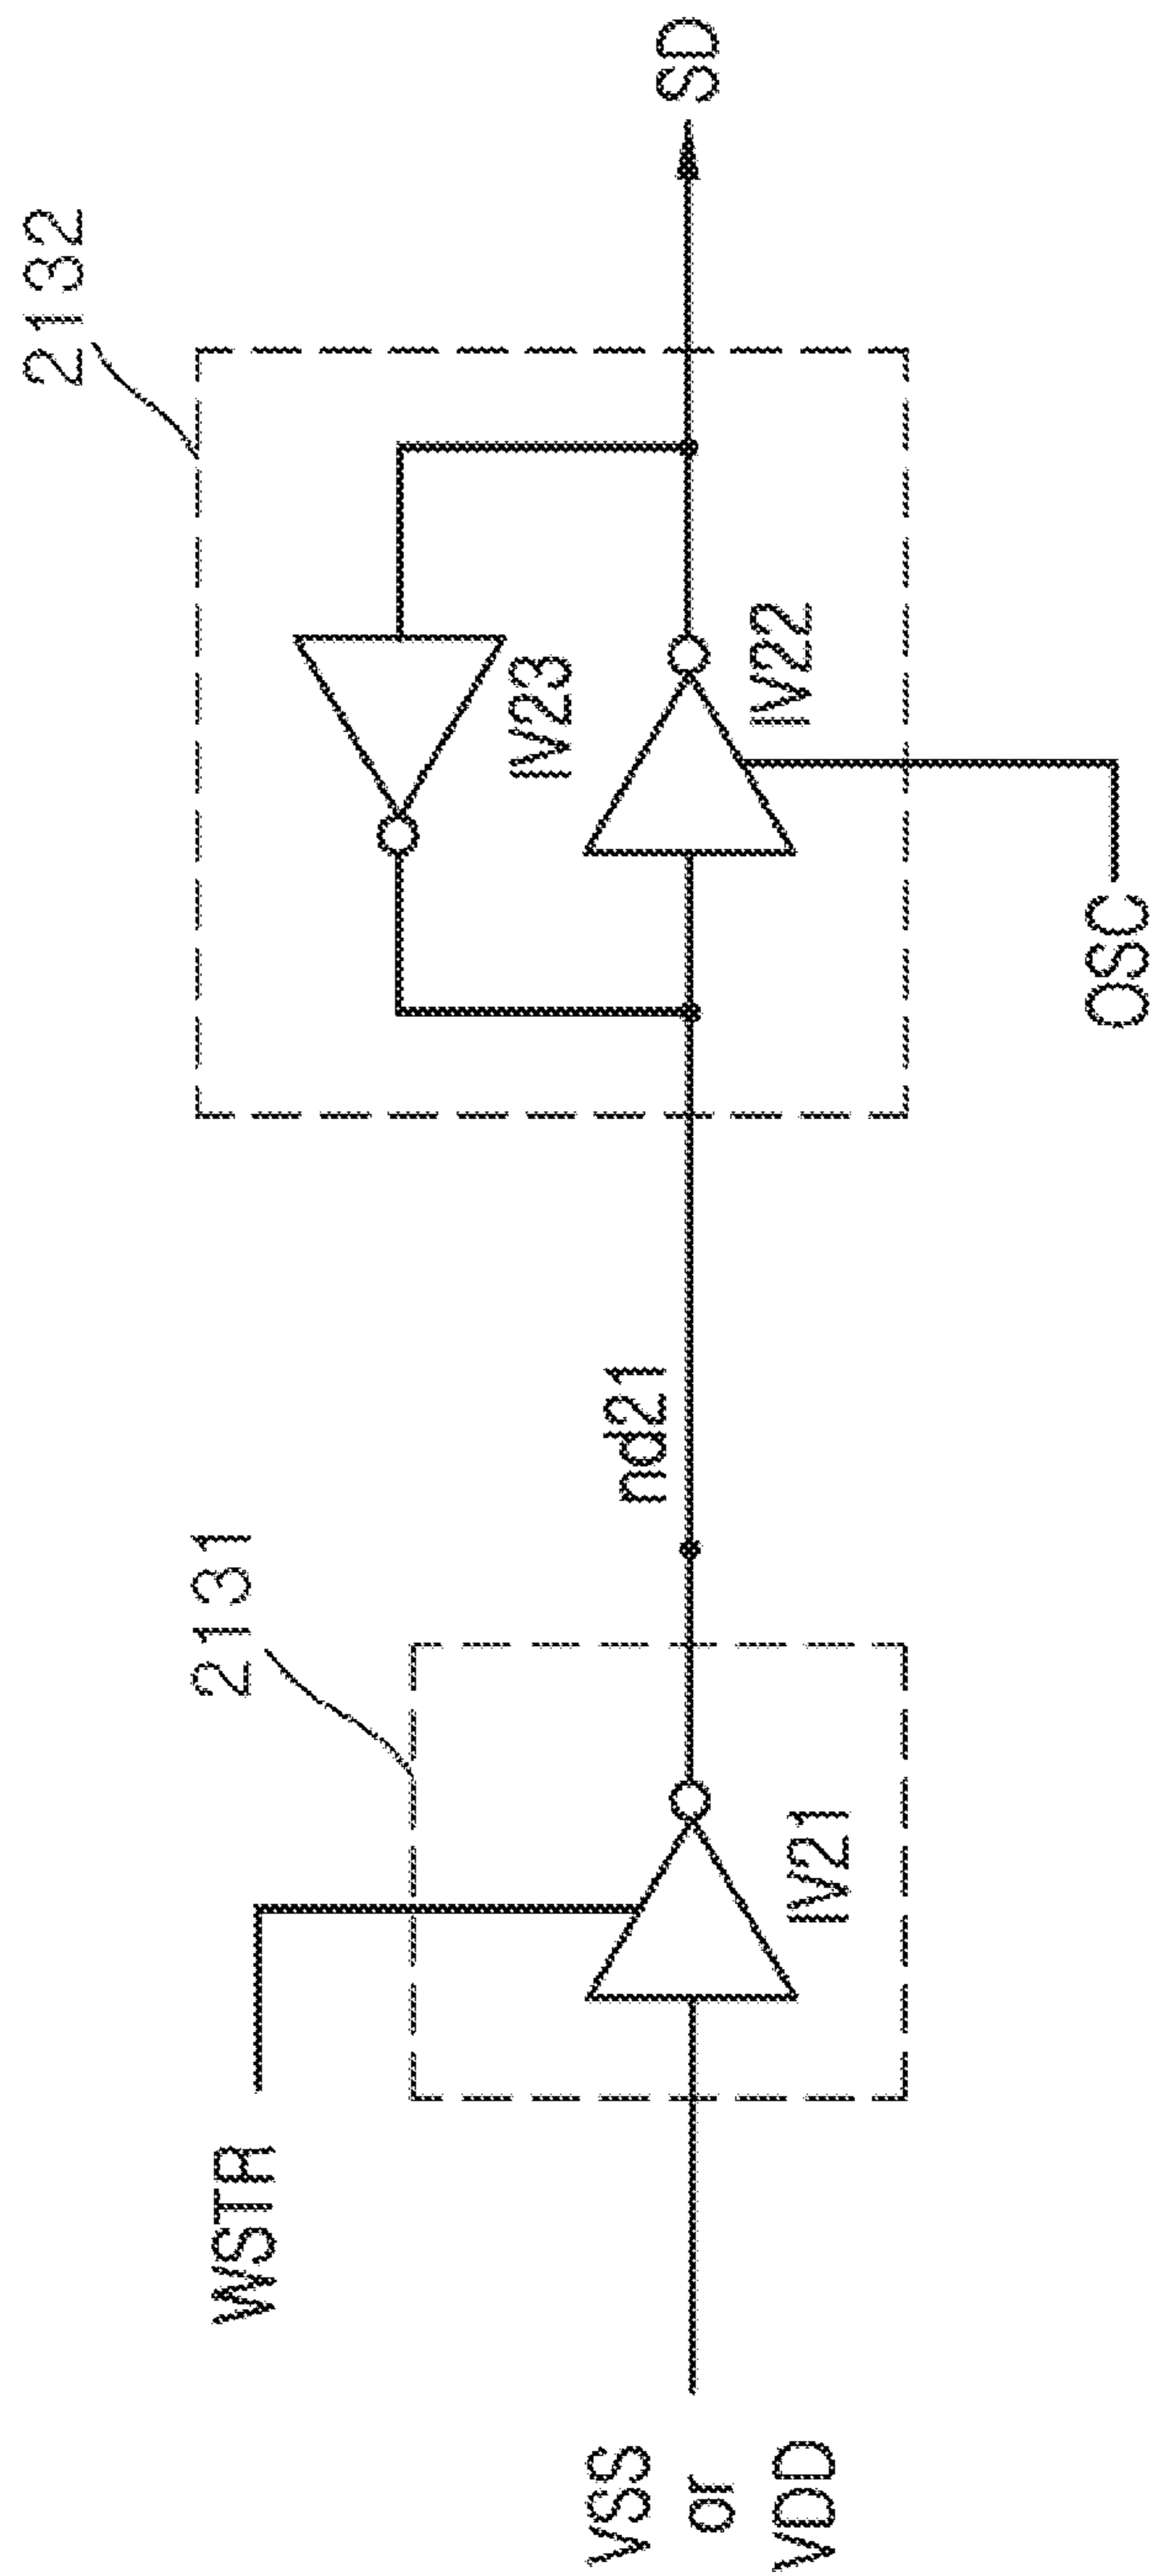 2132
2131
WSTR
nd21
IV23
SD
VSS
or
VDD
IV21
IV22
OSC